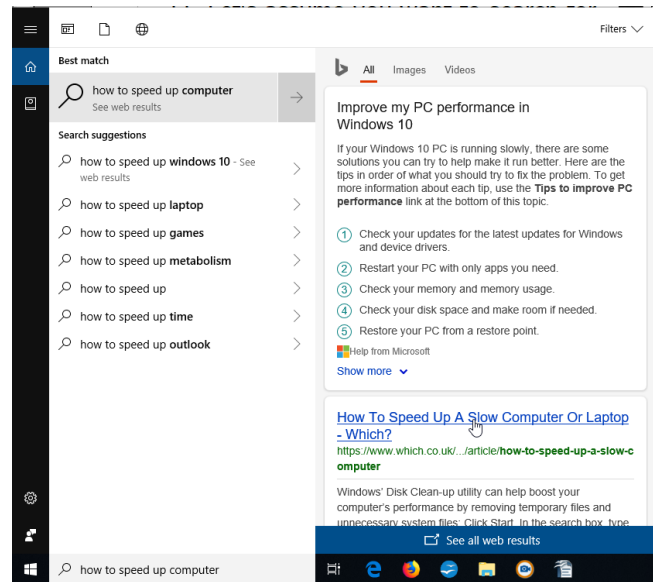 Filters
Best match
how to speed up computer
See web results
Search suggestions
how to speed up windows 10 - See
web results
how to speed up laptop
how to speed up games
how to speed up metabolism
how to speed up
how to speed up time
how to speed up outlook
All Images Videos
Improve my PC performance in
Windows 10
If your Windows 10 PC is running slowly, there are some
solutions you can try to help make it run better. Here are the
tips in order of what you should try to fix the problem. To get
more information about each tip, use the Tips to improve PC
performance link at the bottom of this topic.
1 Check your updates for the latest updates for Windows
and device drivers.
2 Restart your PC with only apps you need.
3 Check your memory and memory usage.
4 Check your disk space and make room if needed.
5 Restore your PC from a restore point.
Help from Microsoft
Show more
How To Speed Up A Slow Computer Or Laptop
- Which?
https://www.which.co.uk/.../article/how-to-speed-up-a-slow-c
omputer
Windows' Disk Clean-up utility can help boost your
computer's performance by removing temporary files and
unnecessary system files: Click Start. In the search box, type
See all web results
how to speed up computer